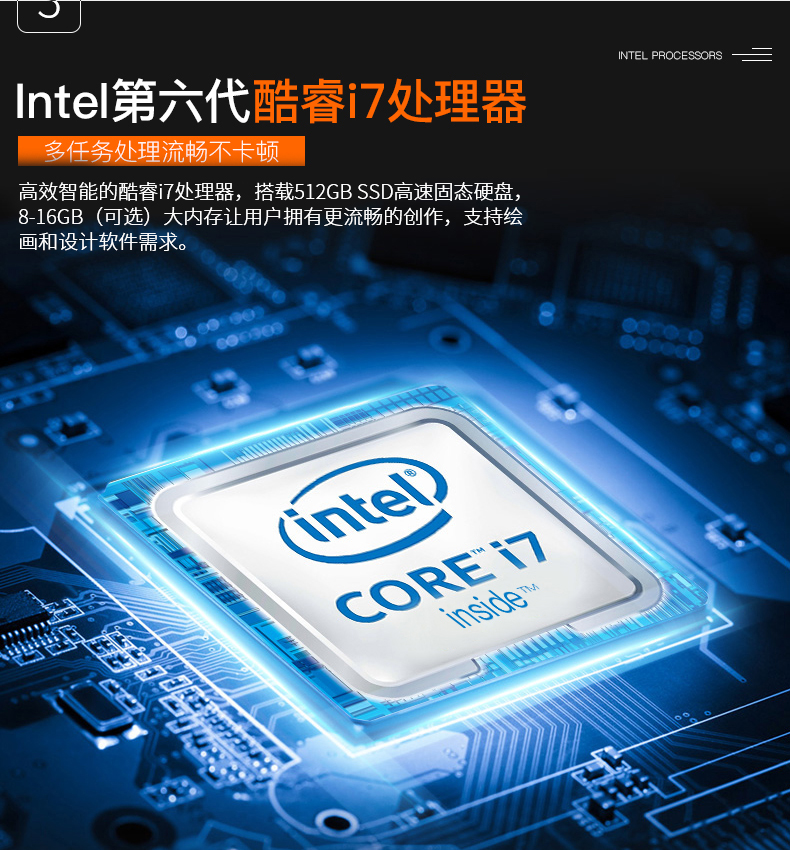 INTEL PROCESSORS
Intel第六代酷睿i7处理器
多任务处理流畅不卡顿
高效智能的酷睿i7处理器，搭载512GB SSD高速固态硬盘，
8-16GB（可选）大内存让用户拥有更流畅的创作，支持绘
画和设计软件需求。
intel®
CORE™ i7
inside™